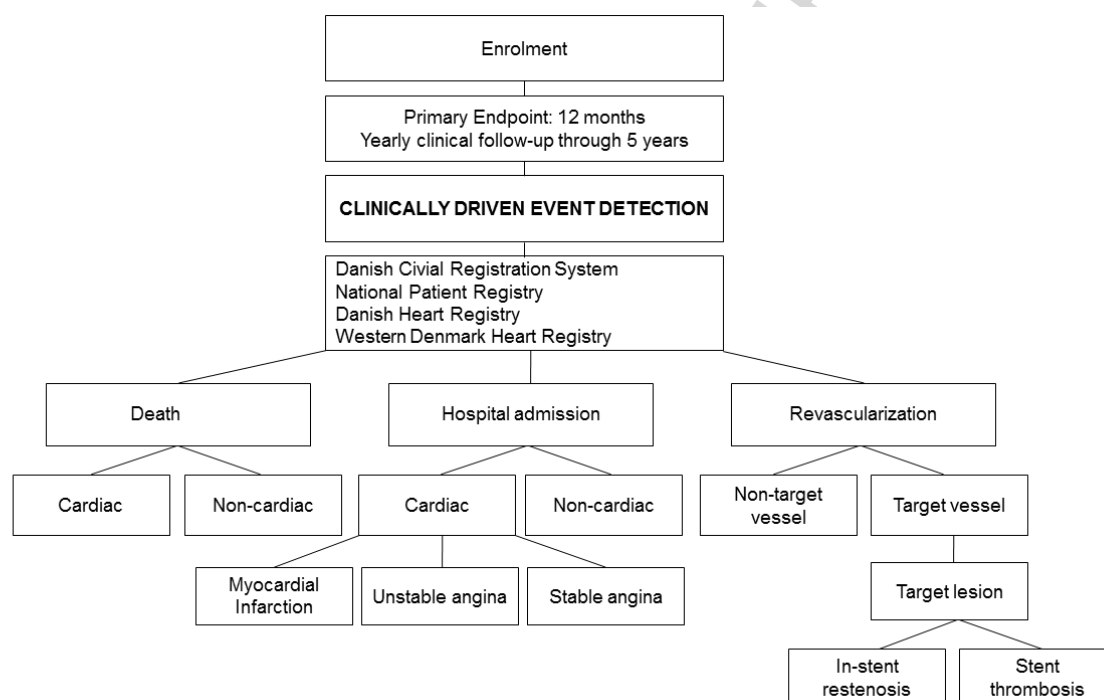 Enrolment
Primary Endpoint: 12 months
Yearly clinical follow-up through 5 years
CLINICALLY DRIVEN EVENT DETECTION
Danish Civial Registration System
National Patient Registry
Danish Heart Registry
Western Denmark Heart Registry
Death
Hospital admission
Revascularization
Cardiac
Non-cardiac
Cardiac
Non-cardiac
Non-target
vessel
Target vessel
Myocardial
Infarction
Unstable angina
Stable angina
Target lesion
In-stent
restenosis
Stent
thrombosis